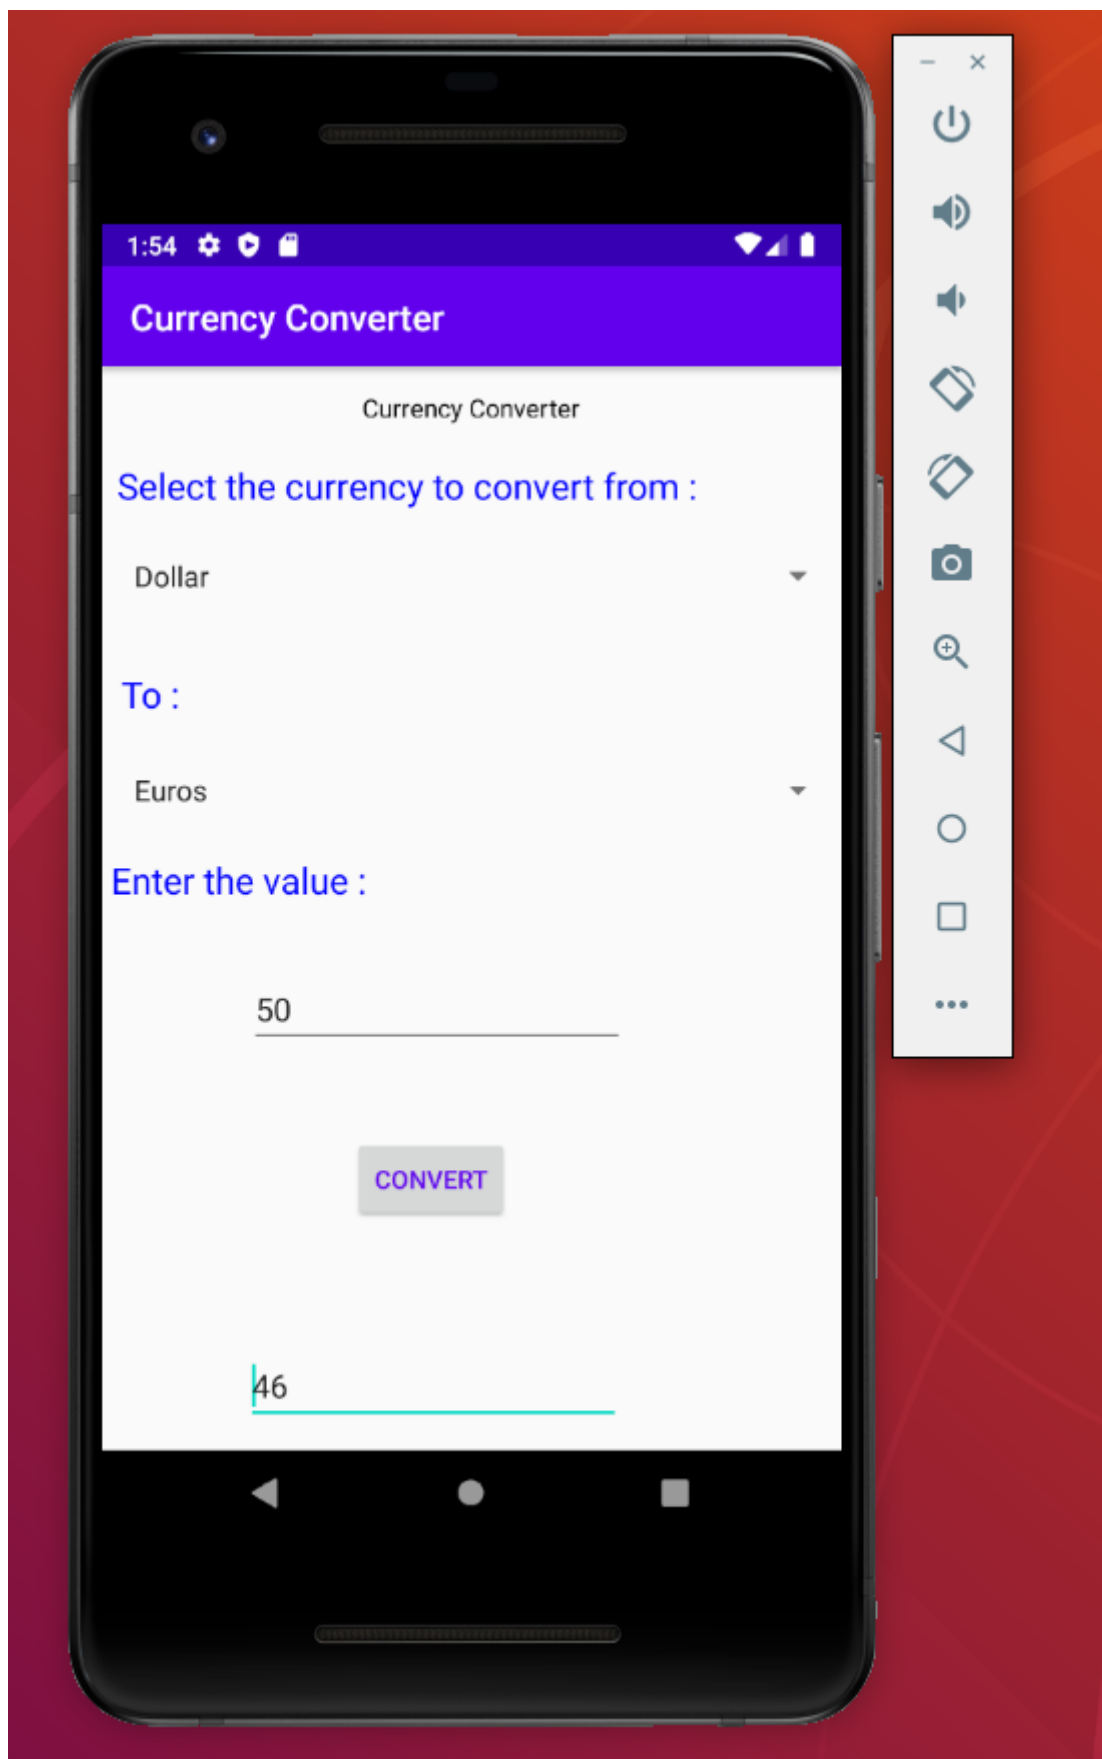 1:54
Currency Converter
Currency Converter
Select the currency to convert from :
Dollar
To :
Euros
Enter the value :
50
CONVERT
46